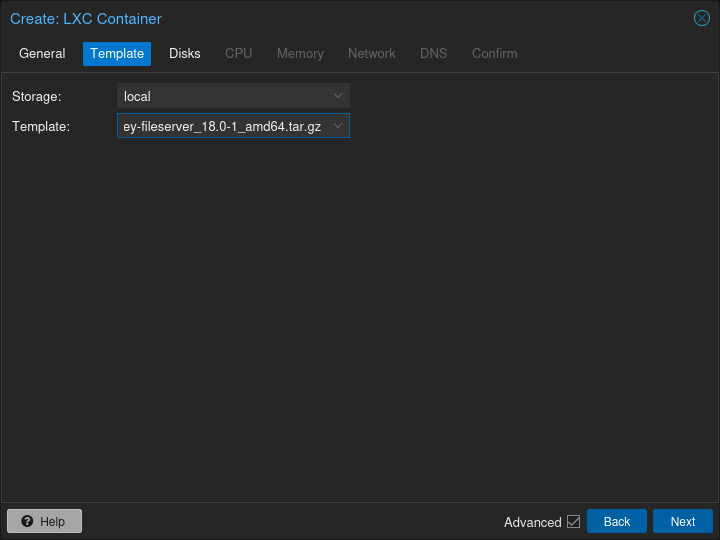 Create: LXC Container
General Template Disks CPU Memory Network DNS Confirm
Storage: local
Template: ey-fileserver_18.0-1_amd64.tar.gz
Help Advanced Back Next